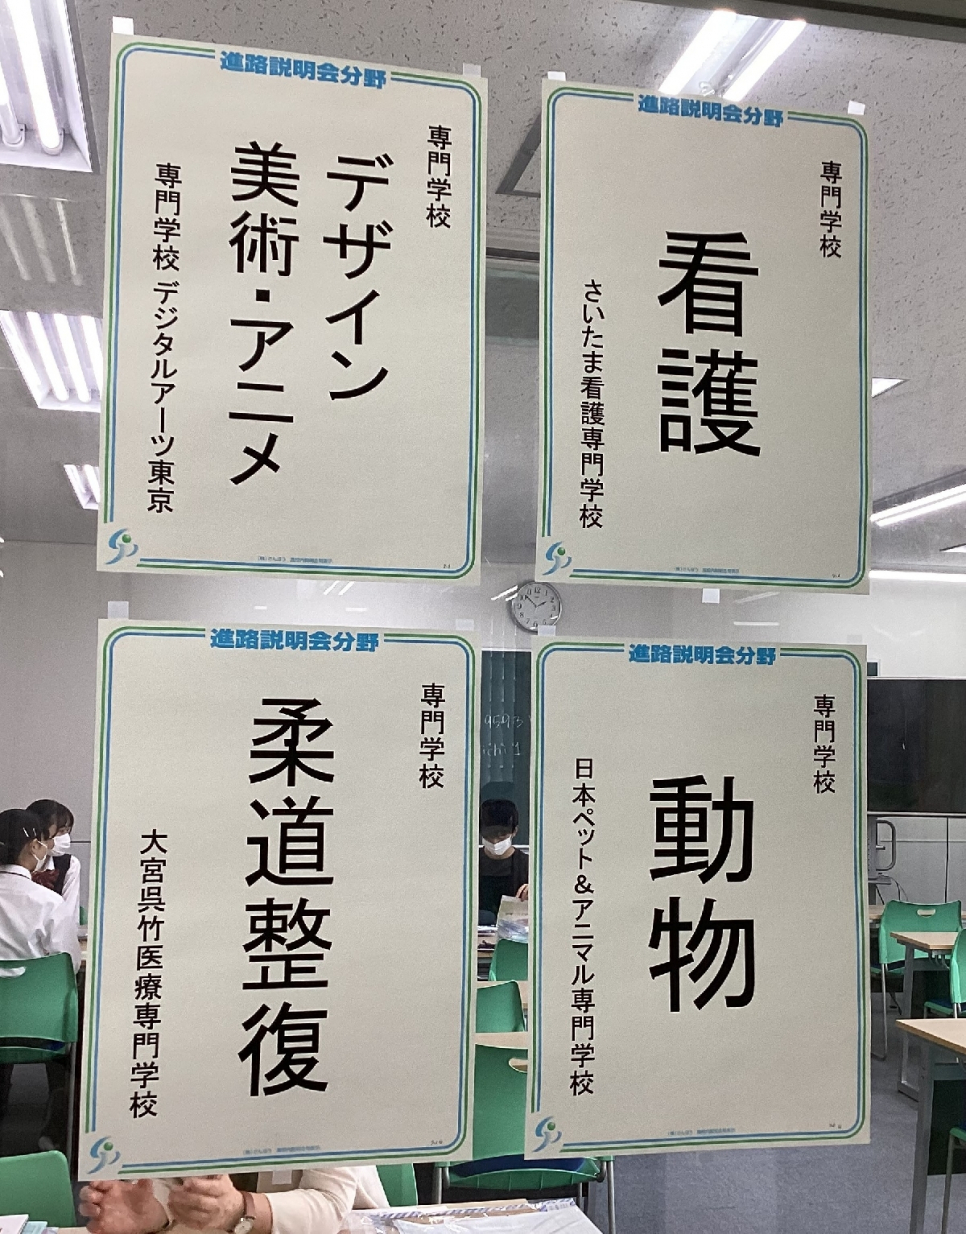 進路説明会分野
専門学校
デザイン
美術・アニメ
専門学校 デジタルアーツ東京
進路説明会分野
専門学校
看護
さいたま看護専門学校
進路説明会分野
専門学校
柔道整復
大宮呉竹医療専門学校
進路説明会分野
専門学校
動物
日本ペット&アニマル専門学校